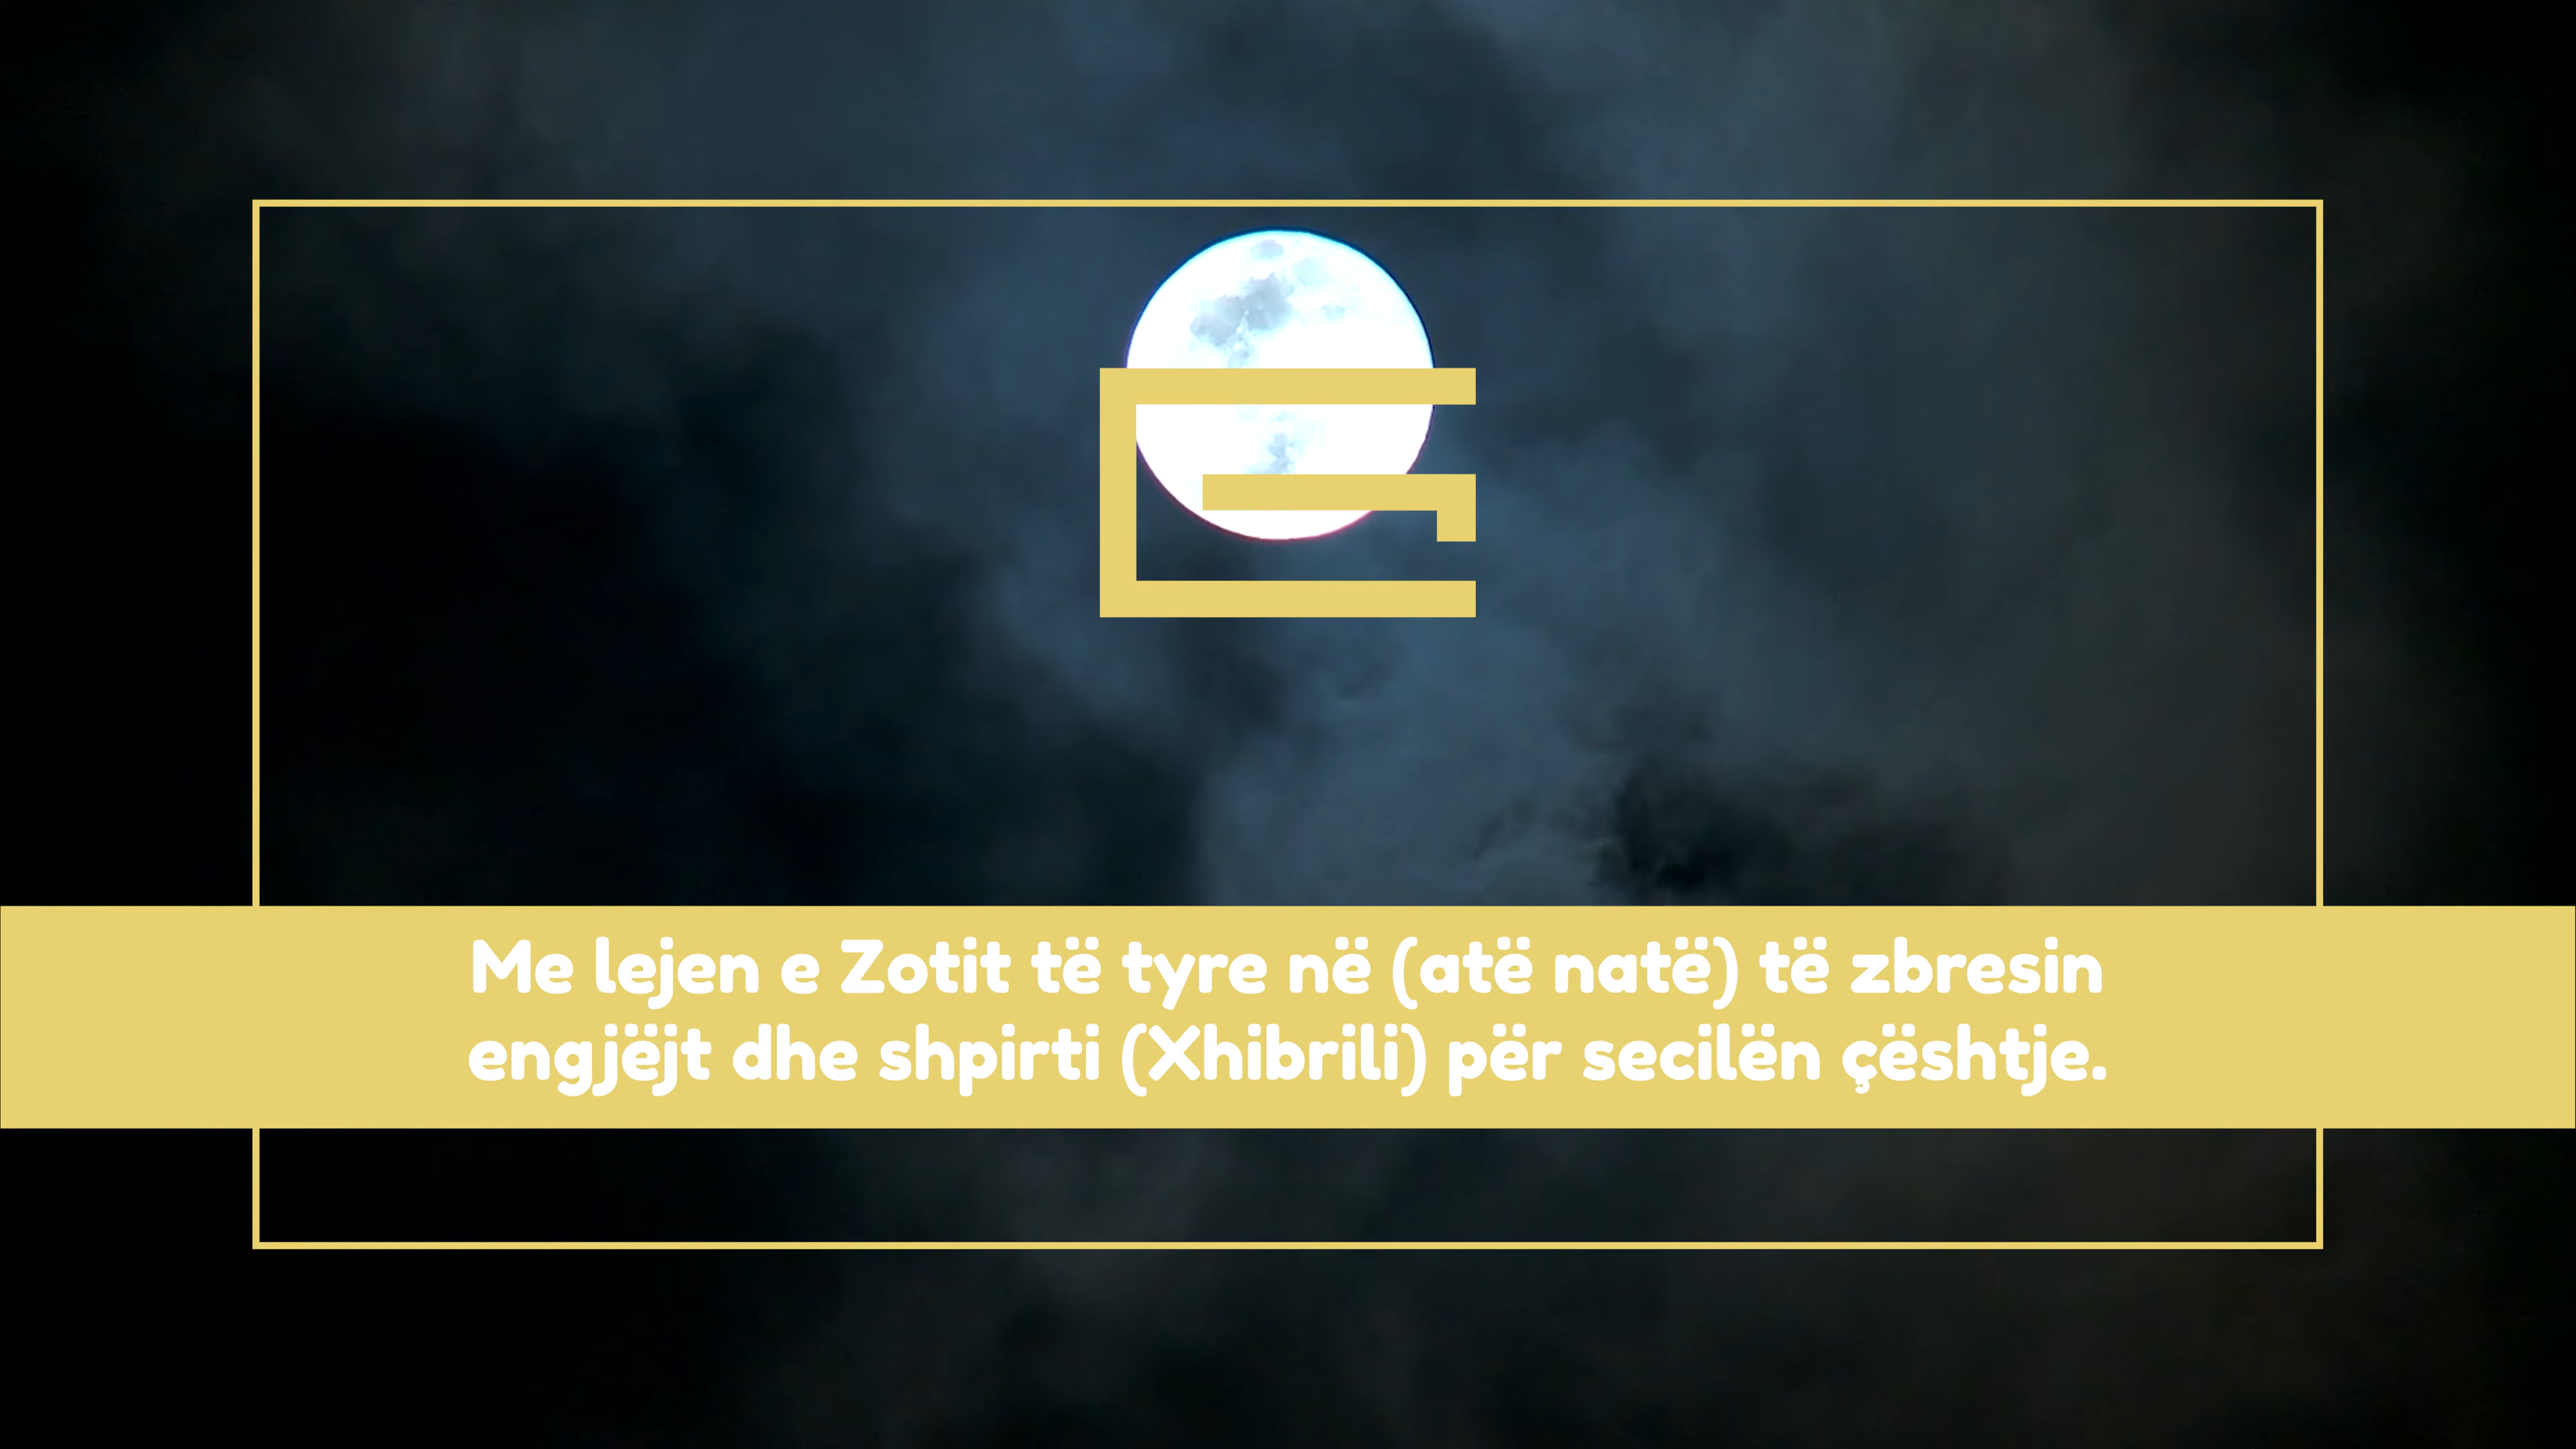 Me lejen e Zotit të tyre në (atë natë) të zbresin
engjëjt dhe shpirti (Xhibrili) për secilën çështje.